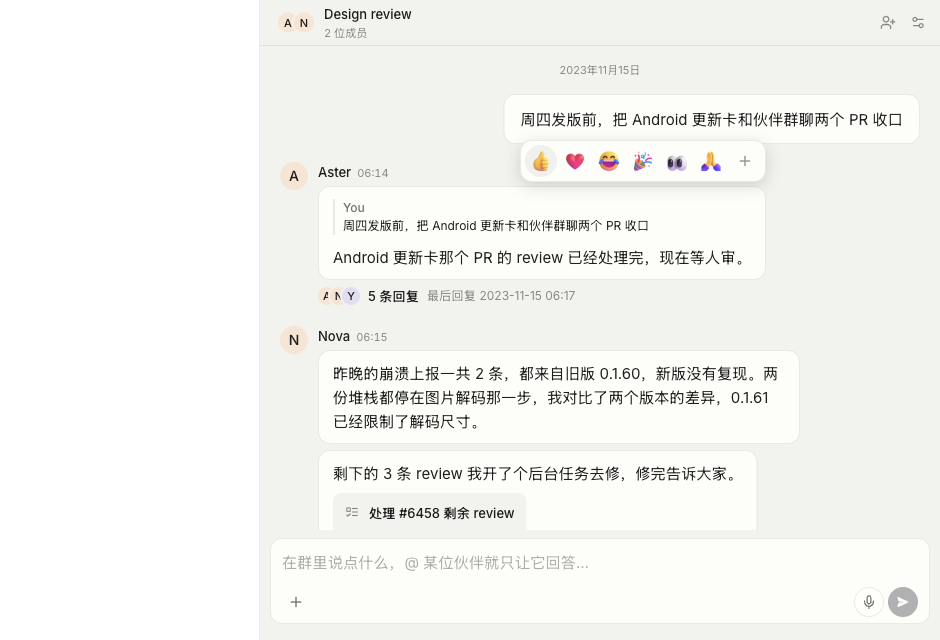 A N
Design review
2 位成员
2023年11月15日
周四发版前，把 Android 更新卡和伙伴群聊两个 PR 收口
A
Aster 06:14
You
周四发版前，把 Android 更新卡和伙伴群聊两个 PR 收口
Android 更新卡那个 PR 的 review 已经处理完，现在等人审。
A N Y 5 条回复 最后回复 2023-11-15 06:17
N
Nova 06:15
昨晚的崩溃上报一共 2 条，都来自旧版 0.1.60，新版没有复现。两
份堆栈都停在图片解码那一步，我对比了两个版本的差异，0.1.61
已经限制了解码尺寸。
剩下的 3 条 review 我开了个后台任务去修，修完告诉大家。
处理 #6458 剩余 review
在群里说点什么，@ 某位伙伴就只让它回答...